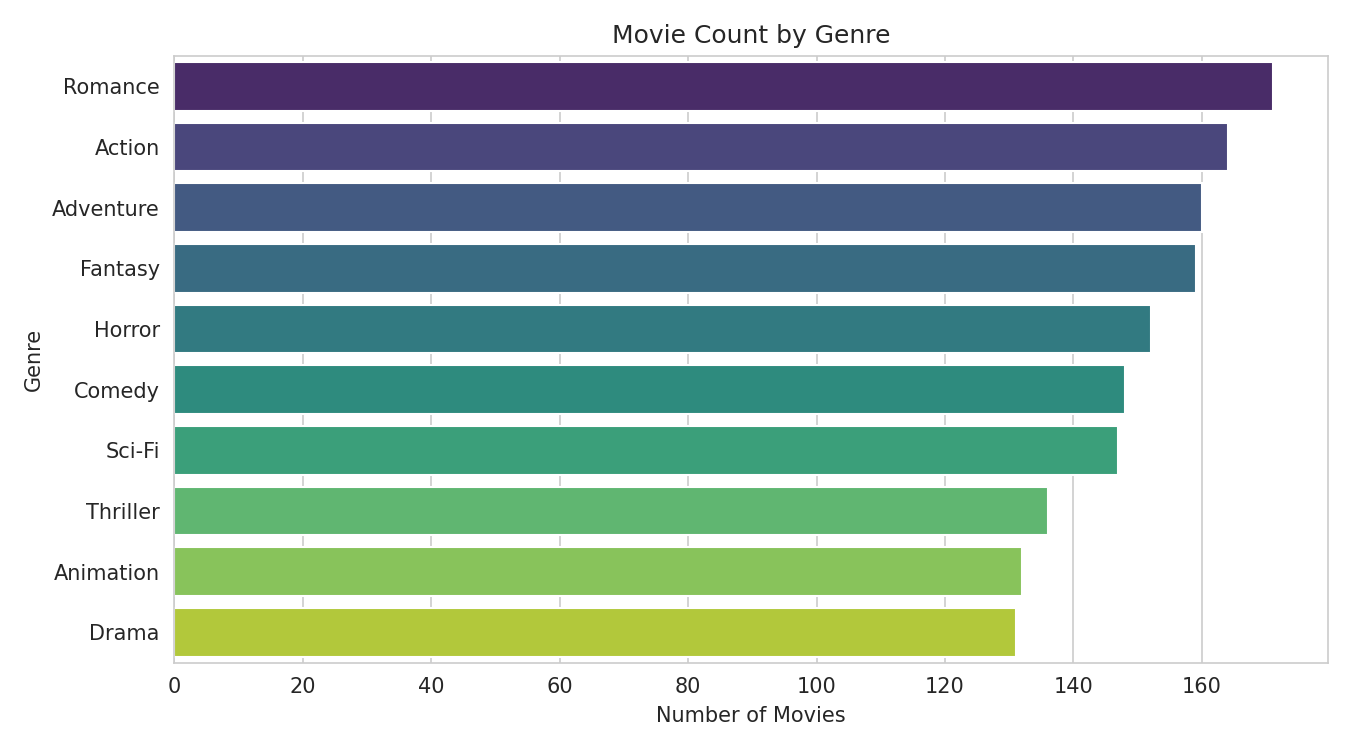 Movie Count by Genre
Romance
Action
Adventure
Fantasy
Horror
Comedy
Sci-Fi
Thriller
Animation
Drama
Genre
0 20 40 60 80 100 120 140 160
Number of Movies